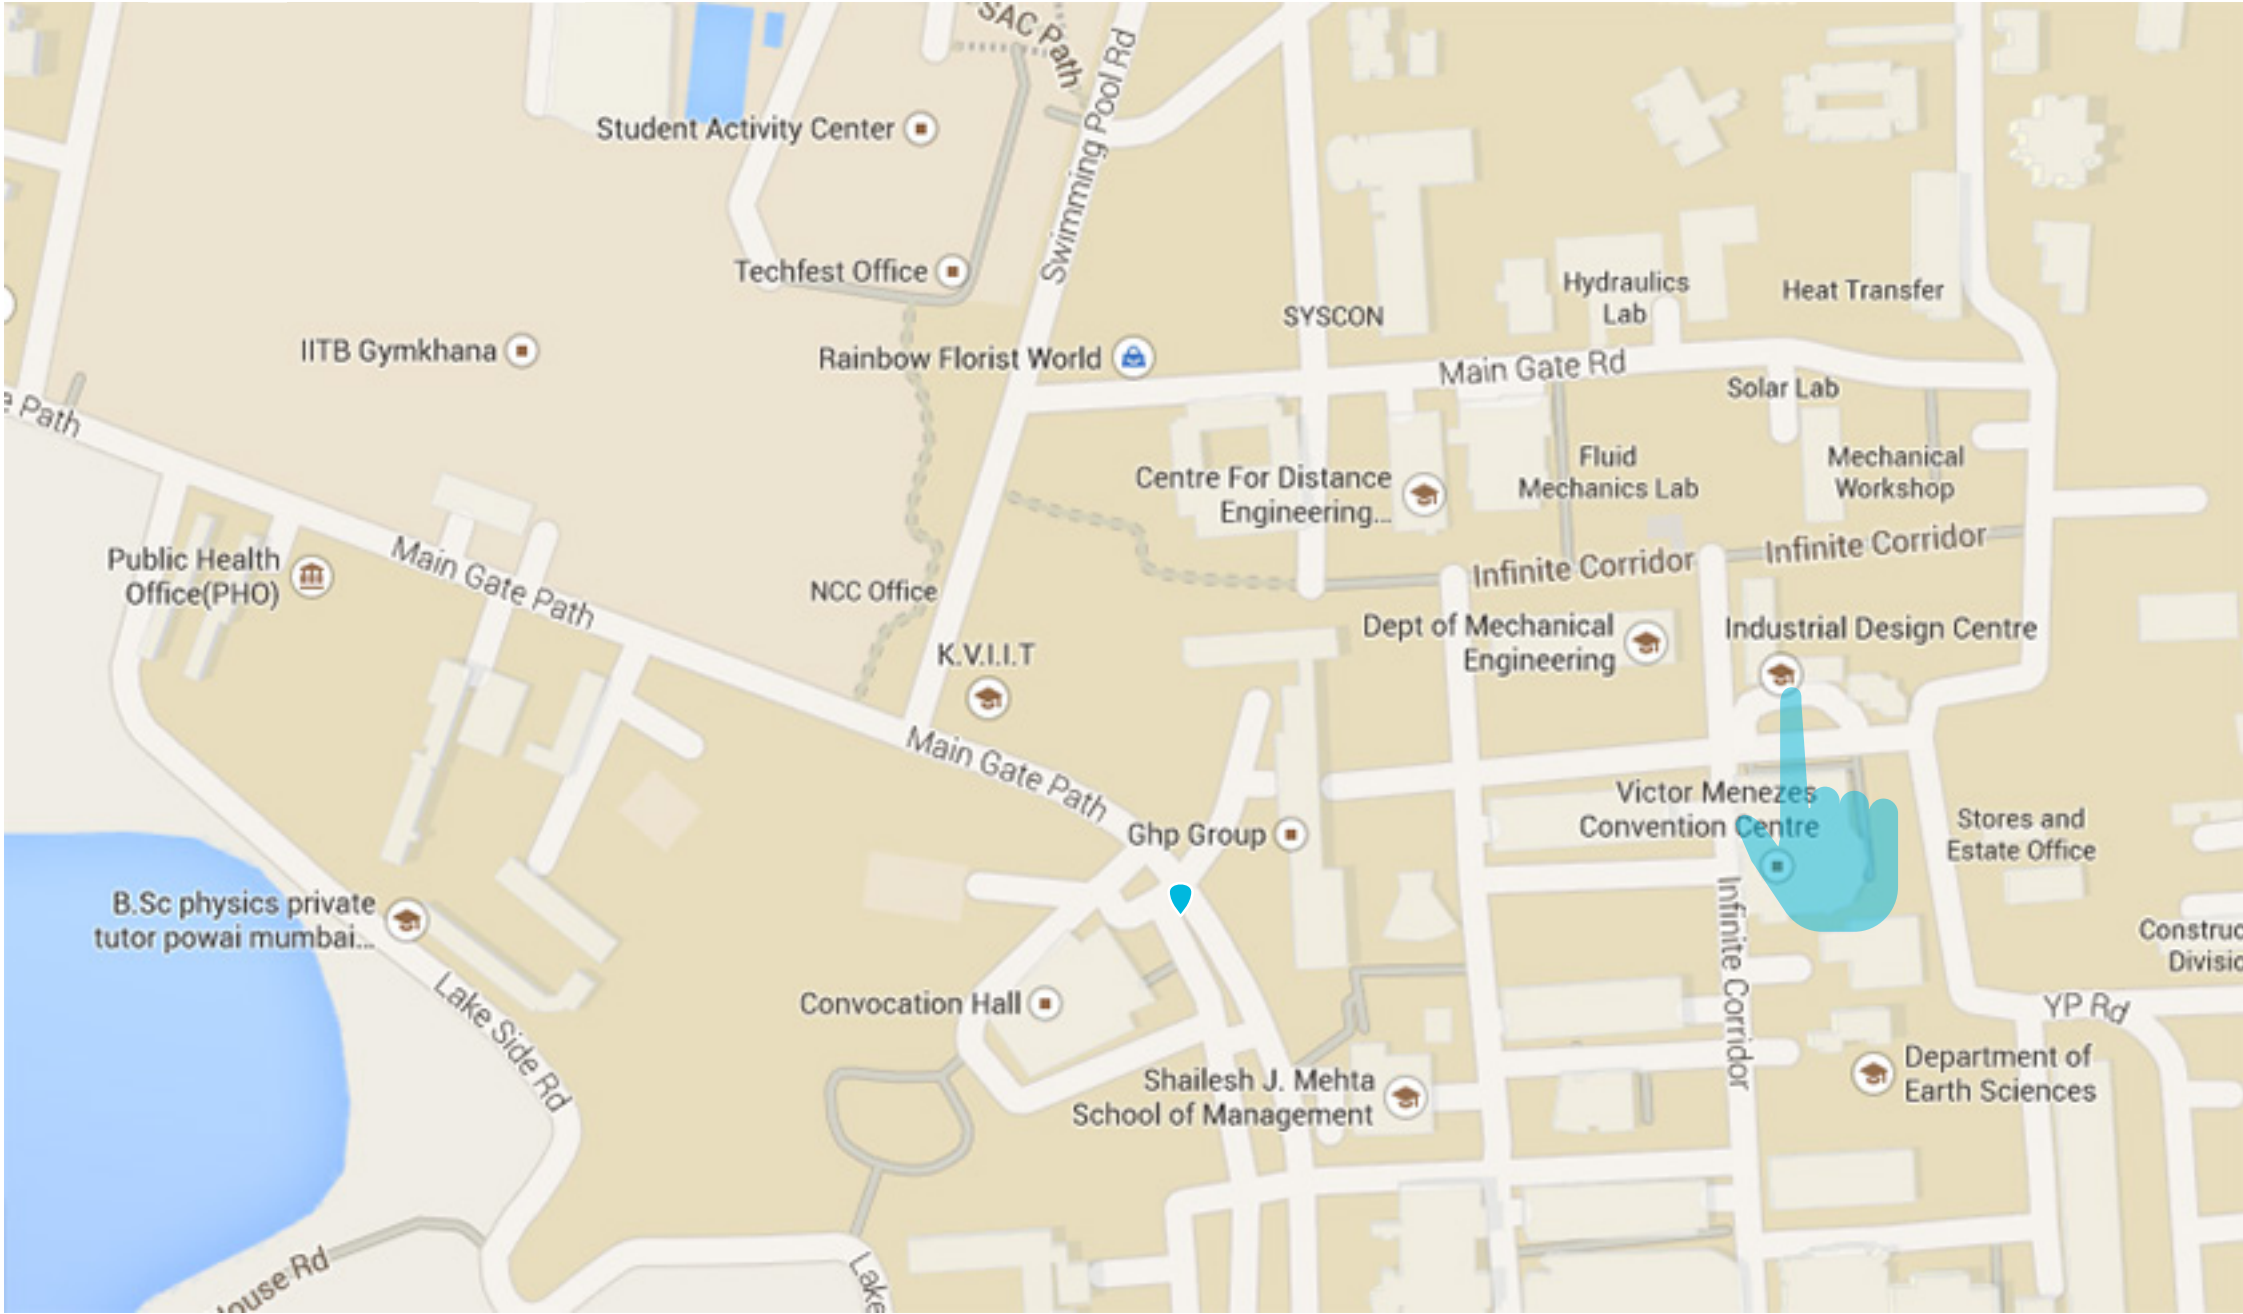 SAC Path
Swimming Pool Rd
Student Activity Center
Techfest Office
IITB Gymkhana
Rainbow Florist World
SYSCON
Hydraulics
Lab
Heat Transfer
Main Gate Rd
Solar Lab
Path
Centre For Distance
Engineering...
Fluid
Mechanics Lab
Mechanical
Workshop
Public Health
Office(PHO)
Main Gate Path
NCC Office
Infinite Corridor
Infinite Corridor
K.V.I.I.T
Dept of Mechanical
Engineering
Industrial Design Centre
Main Gate Path
Ghp Group
Victor Menezes
Convention Centre
Stores and
Estate Office
B.Sc physics private
tutor powai mumbai...
Lake Side Rd
Convocation Hall
Infinite Corridor
Construc
Divisio
YP Rd
Shailesh J. Mehta
School of Management
Department of
Earth Sciences
House Rd
Lake